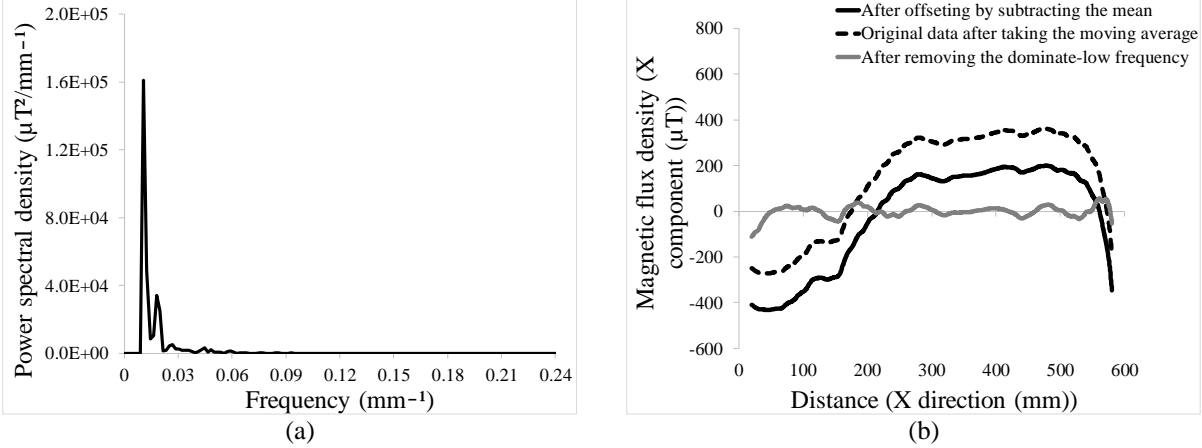 Power spectral density (µT²/mm⁻¹)
2.0E+05
1.6E+05
1.2E+05
8.0E+04
4.0E+04
0.0E+00
0 0.03 0.06 0.09 0.12 0.15 0.18 0.21 0.24
Frequency (mm⁻¹)
(a)
After offseting by subtracting the mean
Original data after taking the moving average
After removing the dominate-low frequency
Magnetic flux density (X
component (µT))
800
600
400
200
0
-200
-400
-600
0 100 200 300 400 500 600
Distance (X direction (mm))
(b)